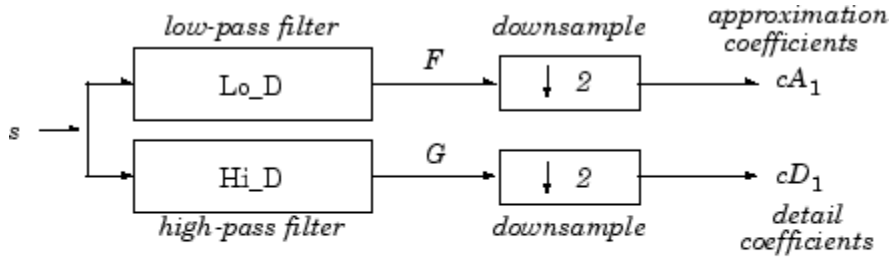 low-pass filter
downsample
approximation
coefficients
F
Lo_D
2
cA1
s
G
Hi_D
2
cD1
high-pass filter
downsample
detail
coefficients